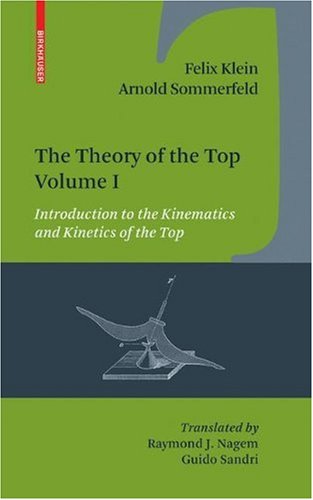 BIRKHAUSER
Felix Klein
Arnold Sommerfeld
The Theory of the Top
Volume I
Introduction to the Kinematics
and Kinetics of the Top
Translated by
Raymond J. Nagem
Guido Sandri